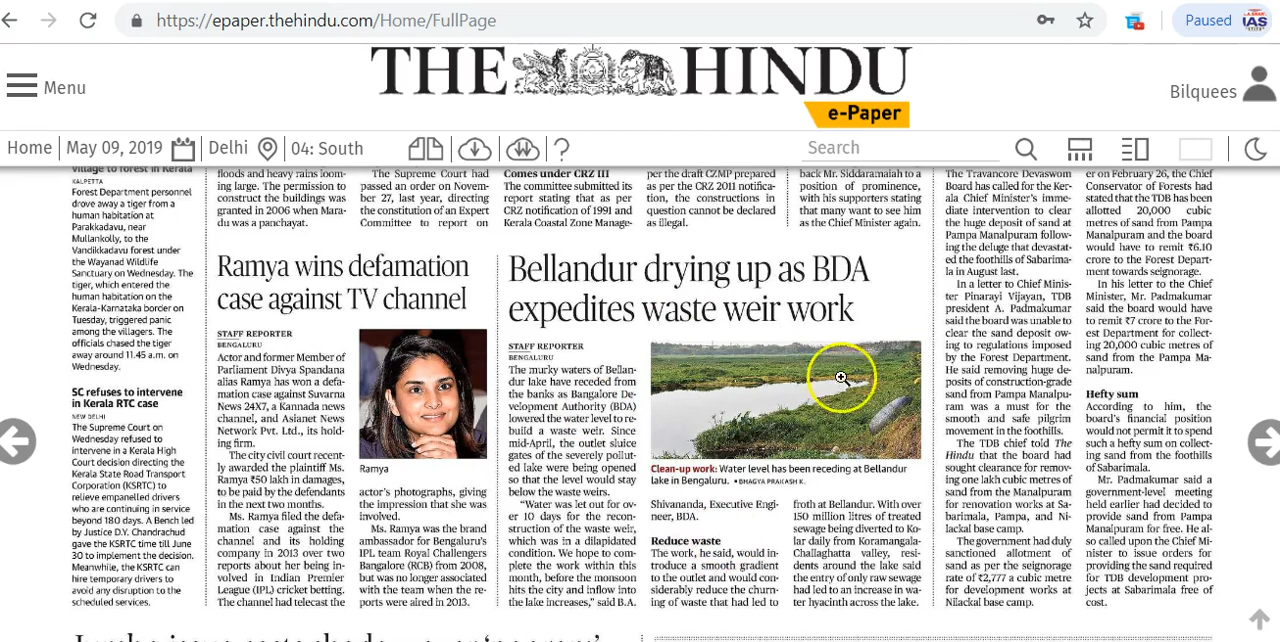 https://epaper.thehindu.com/Home/FullPage
Paused
IAS
Menu
THE HINDU
e-Paper
Bilquees
Home
May 09, 2019
Delhi
04: South
?
Search
village to forest in Kerala
KALPETTA
Forest Department personnel
drove away a tiger from a
human habitation at
Parakkadavu, near
Mullankolly, to the
Vandikkadavu forest under
the Wayanad Wildlife
Sanctuary on Wednesday. The
tiger, which entered the
human habitation on the
Kerala-Karnataka border on
Tuesday, triggered panic
among the villagers. The
officials chased the tiger
away around 11.45 a.m. on
Wednesday.
SC refuses to intervene
in Kerala RTC case
NEW DELHI
The Supreme Court on
Wednesday refused to
intervene in a Kerala High
Court decision directing the
Kerala State Road Transport
Corporation (KSRTC) to
relieve empanelled drivers
who are continuing in service
beyond 180 days. A Bench led
by Justice D.Y. Chandrachud
gave the KSRTC time till June
30 to implement the decision.
Meanwhile, the KSRTC can
hire temporary drivers to
avoid any disruption to the
scheduled services.
floods and heavy rains loom-
ing large. The permission to
construct the buildings was
granted in 2006 when Mara-
du was a panchayat.
The Supreme Court had
passed an order on Novem-
ber 27, last year, directing
the constitution of an Expert
Committee to report on
Comes under CRZ III
The committee submitted its
report stating that as per
CRZ notification of 1991 and
Kerala Coastal Zone Manage-
per the draft CZMP prepared
as per the CRZ 2011 notifica-
tion, the constructions in
question cannot be declared
as illegal.
back Mr. Siddaramaiah to a
position of prominence,
with his supporters stating
that many want to see him
as the Chief Minister again.
Ramya wins defamation
case against TV channel
STAFF REPORTER
BENGALURU
Actor and former Member of
Parliament Divya Spandana
alias Ramya has won a defa-
mation case against Suvarna
News 24X7, a Kannada news
channel, and Asianet News
Network Pvt. Ltd., its hold-
ing firm.
The city civil court recent-
ly awarded the plaintiff Ms.
Ramya ₹50 lakh in damages,
to be paid by the defendants
in the next two months.
Ms. Ramya filed the defa-
mation case against the
channel and its holding
company in 2013 over two
reports about her being in-
volved in Indian Premier
League (IPL) cricket betting.
The channel had telecast the
Ramya
actor's photographs, giving
the impression that she was
involved.
Ms. Ramya was the brand
ambassador for Bengaluru's
IPL team Royal Challengers
Bangalore (RCB) from 2008,
but was no longer associated
with the team when the re-
ports were aired in 2013.
Bellandur drying up as BDA
expedites waste weir work
STAFF REPORTER
BENGALURU
The murky waters of Bellan-
dur lake have receded from
the banks as Bangalore De-
velopment Authority (BDA)
lowered the water level to re-
build a waste weir. Since
mid-April, the outlet sluice
gates of the severely pollut-
ed lake were being opened
so that the level would stay
below the waste weirs.
"Water was let out for ov-
er 10 days for the recon-
struction of the waste weir,
which was in a dilapidated
condition. We hope to com-
plete the work within this
month, before the monsoon
hits the city and inflow into
the lake increases," said B.A.
Clean-up work: Water level has been receding at Bellandur
lake in Bengaluru. •BHAGYA PRAKASH K.
Shivananda, Executive Engi-
neer, BDA.
Reduce waste
The work, he said, would in-
troduce a smooth gradient
to the outlet and would con-
siderably reduce the churn-
ing of waste that had led to
froth at Bellandur. With over
150 million litres of treated
sewage being diverted to Ko-
lar daily from Koramangala-
Challaghatta valley, resi-
dents around the lake said
the entry of only raw sewage
had led to an increase in wa-
ter hyacinth across the lake.
The Travancore Devaswom
Board has called for the Ker-
ala Chief Minister's imme-
diate intervention to clear
the huge deposit of sand at
Pampa Manalpuram follow-
ing the deluge that devastat-
ed the foothills of Sabarima-
la in August last.
In a letter to Chief Minis-
ter Pinarayi Vijayan, TDB
president A. Padmakumar
said the board was unable to
clear the sand deposit ow-
ing to regulations imposed
by the Forest Department.
He said removing huge de-
posits of construction-grade
sand from Pampa Manalpu-
ram was a must for the
smooth and safe pilgrim
movement in the foothills.
The TDB chief told The
Hindu that the board had
sought clearance for remov-
ing one lakh cubic metres of
sand from the Manalpuram
for renovation works at Sa-
barimala, Pampa, and Ni-
lackal base camp.
The government had duly
sanctioned allotment of
sand as per the seignorage
rate of ₹2,777 a cubic metre
for development works at
Nilackal base camp.
er on February 26, the Chief
Conservator of Forests had
stated that the TDB has been
allotted 20,000 cubic
metres of sand from Pampa
Manalpuram and the board
would have to remit ₹6.10
crore to the Forest Depart-
ment towards seignorage.
In his letter to the Chief
Minister, Mr. Padmakumar
said the board would have
to remit ₹7 crore to the For-
est Department for collect-
ing 20,000 cubic metres of
sand from the Pampa Ma-
nalpuram.
Hefty sum
According to him, the
board's financial position
would not permit it to spend
such a hefty sum on collect-
ing sand from the foothills
of Sabarimala.
Mr. Padmakumar said a
government-level meeting
held earlier had decided to
provide sand from Pampa
Manalpuram for free. He al-
so called upon the Chief Mi-
nister to issue orders for
providing the sand required
for TDB development pro-
jects at Sabarimala free of
cost.